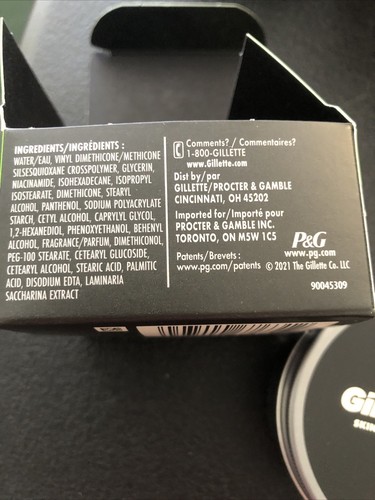 INGREDIENTS/INGRÉDIENTS :
WATER/EAU, VINYL DIMETHICONE/METHICONE
SILSESQUIOXANE CROSSPOLYMER, GLYCERIN,
NIACINAMIDE, ISOHEXADECANE, ISOPROPYL
ISOSTEARATE, DIMETHICONE, STEARYL
ALCOHOL, PANTHENOL, SODIUM POLYACRYLATE
STARCH, CETYL ALCOHOL, CAPRYLYL GLYCOL,
1,2-HEXANEDIOL, PHENOXYETHANOL, BEHENYL
ALCOHOL, FRAGRANCE/PARFUM, DIMETHICONOL,
PEG-100 STEARATE, CETEARYL GLUCOSIDE,
CETEARYL ALCOHOL, STEARIC ACID, PALMITIC
ACID, DISODIUM EDTA, LAMINARIA
SACCHARINA EXTRACT
Comments? / Commentaires?
1-800-GILLETTE
www.Gillette.com
Dist by/par
GILLETTE/PROCTER & GAMBLE
CINCINNATI, OH 45202
Imported for/Importé pour
PROCTER & GAMBLE INC.
TORONTO, ON M5W 1C5
P&G
www.pg.com
Patents/Brevets :
www.pg.com/patents © 2021 The Gillette Co. LLC
90045309